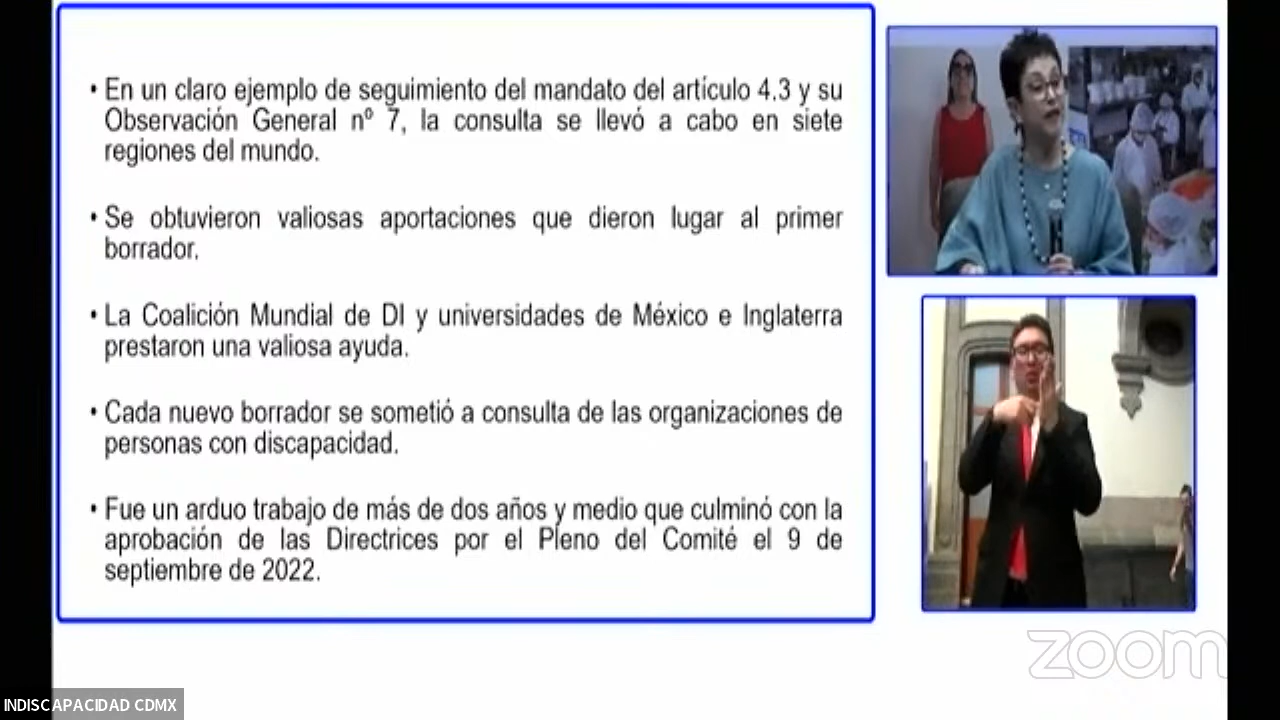 • En un claro ejemplo de seguimiento del mandato del artículo 4.3 y su
Observación General nº 7, la consulta se llevó a cabo en siete
regiones del mundo.
• Se obtuvieron valiosas aportaciones que dieron lugar al primer
borrador.
• La Coalición Mundial de DI y universidades de México e Inglaterra
prestaron una valiosa ayuda.
• Cada nuevo borrador se sometió a consulta de las organizaciones de
personas con discapacidad.
• Fue un arduo trabajo de más de dos años y medio que culminó con la
aprobación de las Directrices por el Pleno del Comité el 9 de
septiembre de 2022.
zoom
INDISCAPACIDAD CDMX